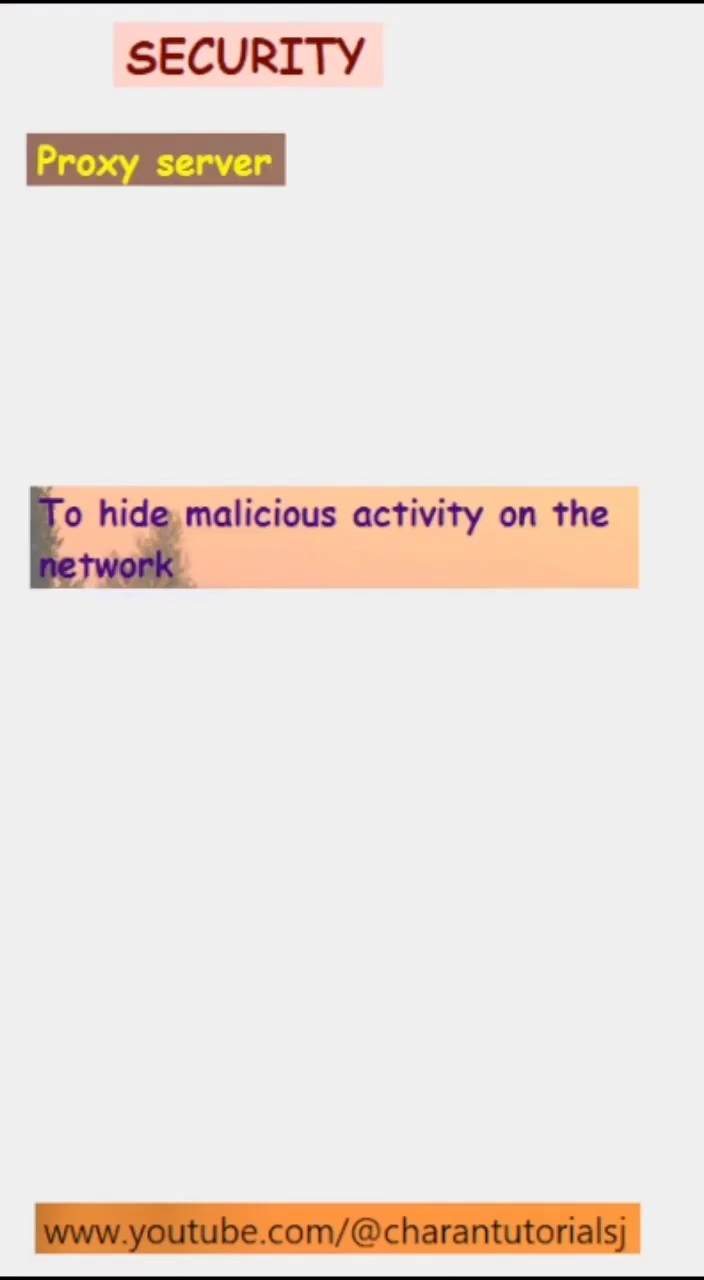 SECURITY
Proxy server
To hide malicious activity on the
network
www.youtube.com/@charantutorialsj